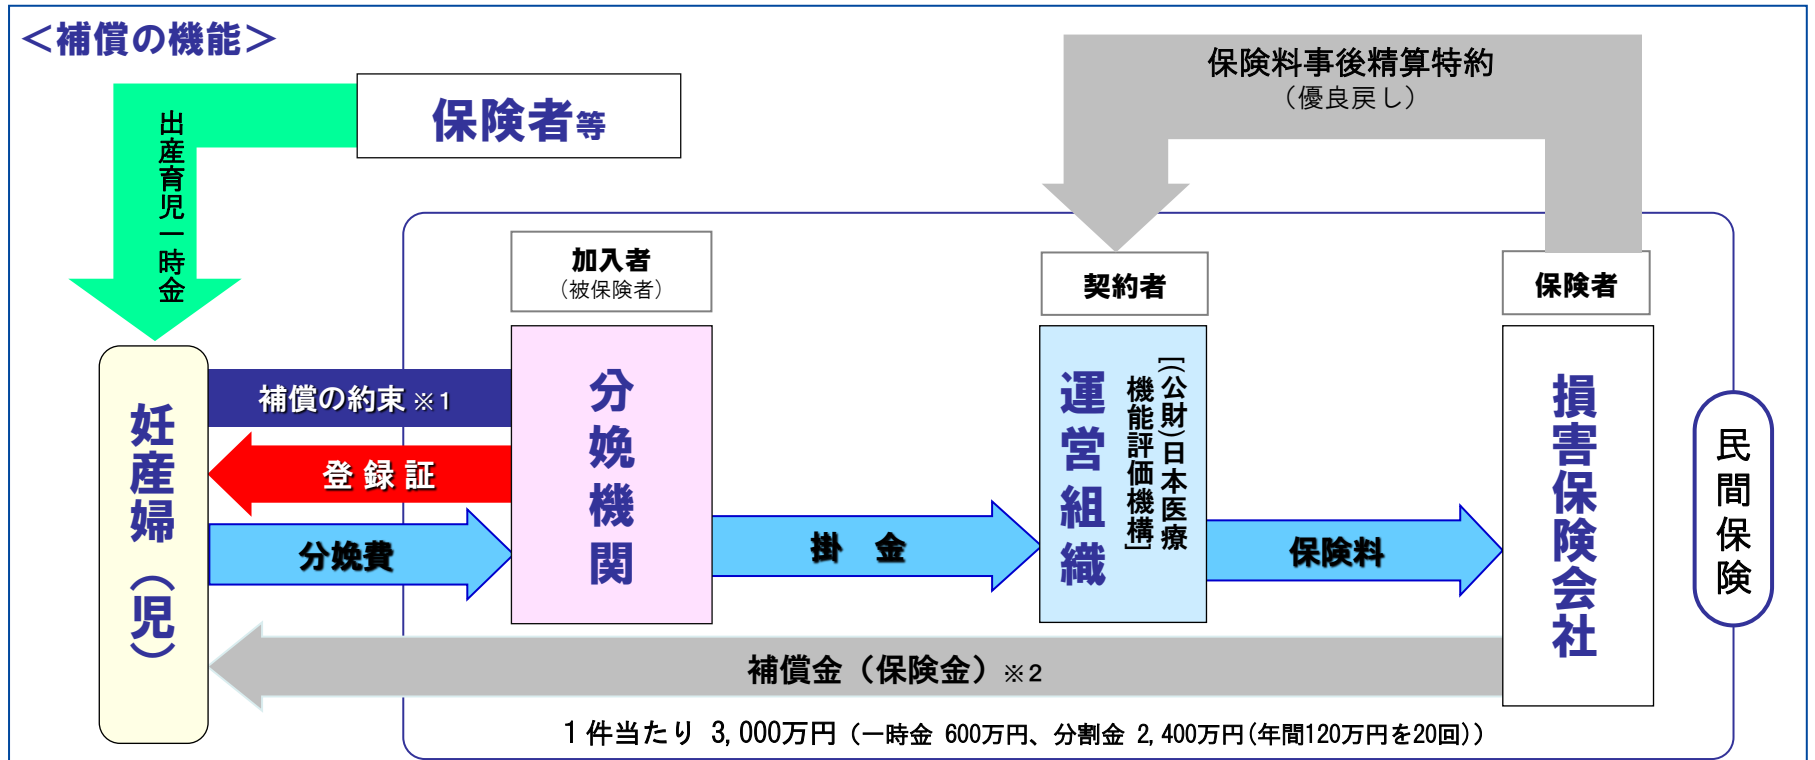 ＜補償の機能＞
保険料事後精算特約
（優良戻し）
保険者等
出産育児一時金
加入者
（被保険者）
契約者
保険者
妊産婦（児）
補償の約束※１
登録証
分娩費
分娩機関
掛　金
運営組織
［（公財）日本医療
機能評価機構］
保険料
損害保険会社
民間保険
補償金（保険金）※２
１件当たり 3,000万円（一時金 600万円、分割金 2,400万円(年間120万円を20回)）